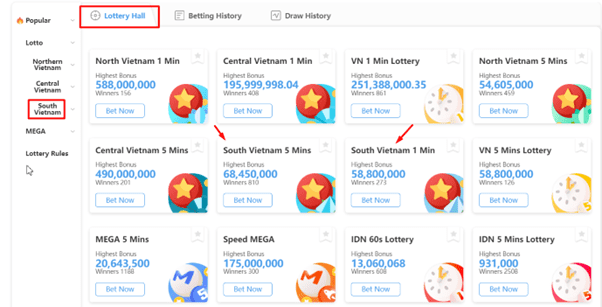 Lottery Hall
Betting History
Draw History
Popular
Lotto
Northern
Vietnam
Central
Vietnam
South
Vietnam
MEGA
Lottery Rules
North Vietnam 1 Min
Highest Bonus
588,000,000
Winners 156
Bet Now
Central Vietnam 1 Min
Highest Bonus
195,999,998.04
Winners 408
Bet Now
VN 1 Min Lottery
Highest Bonus
251,388,000.35
Winners 861
Bet Now
North Vietnam 5 Mins
Highest Bonus
54,605,000
Winners 459
Bet Now
Central Vietnam 5 Mins
Highest Bonus
490,000,000
Winners 201
Bet Now
South Vietnam 5 Mins
Highest Bonus
68,450,000
Winners 810
Bet Now
South Vietnam 1 Min
Highest Bonus
58,800,000
Winners 273
Bet Now
VN 5 Mins Lottery
Highest Bonus
58,800,000
Winners 126
Bet Now
MEGA 5 Mins
Highest Bonus
20,643,500
Winners 1188
Bet Now
Speed MEGA
Highest Bonus
175,000,000
Winners 300
Bet Now
IDN 60s Lottery
Highest Bonus
13,060,068
Winners 608
Bet Now
IDN 5 Mins Lottery
Highest Bonus
931,000
Winners 2508
Bet Now